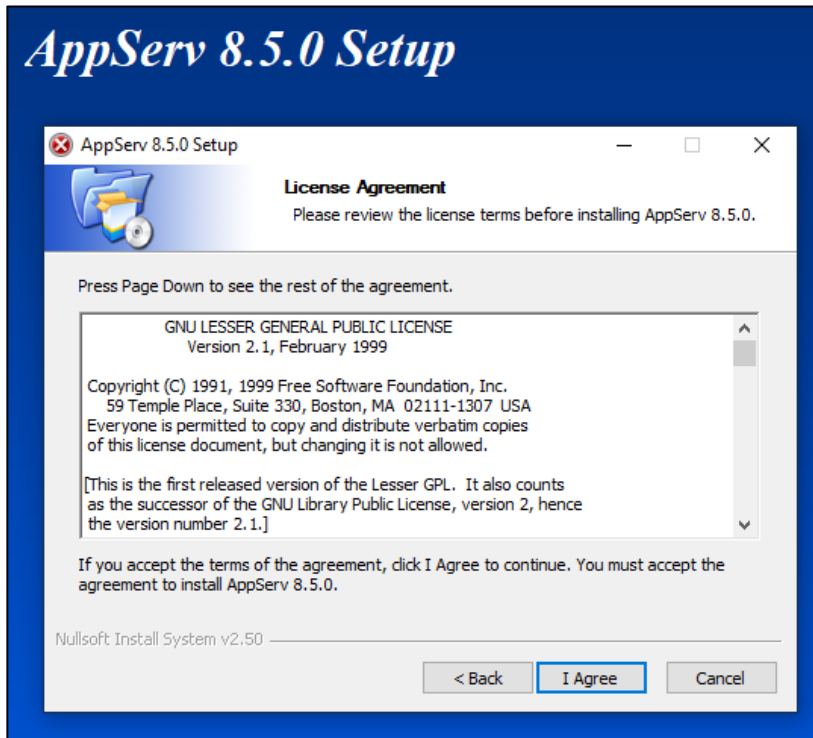 AppServ 8.5.0 Setup
AppServ 8.5.0 Setup
License Agreement
Please review the license terms before installing AppServ 8.5.0.
Press Page Down to see the rest of the agreement.
GNU LESSER GENERAL PUBLIC LICENSE
Version 2.1, February 1999
Copyright (C) 1991, 1999 Free Software Foundation, Inc.
59 Temple Place, Suite 330, Boston, MA 02111-1307 USA
Everyone is permitted to copy and distribute verbatim copies
of this license document, but changing it is not allowed.
[This is the first released version of the Lesser GPL. It also counts
as the successor of the GNU Library Public License, version 2, hence
the version number 2.1.]
If you accept the terms of the agreement, click I Agree to continue. You must accept the
agreement to install AppServ 8.5.0.
Nullsoft Install System v2.50
< Back I Agree Cancel